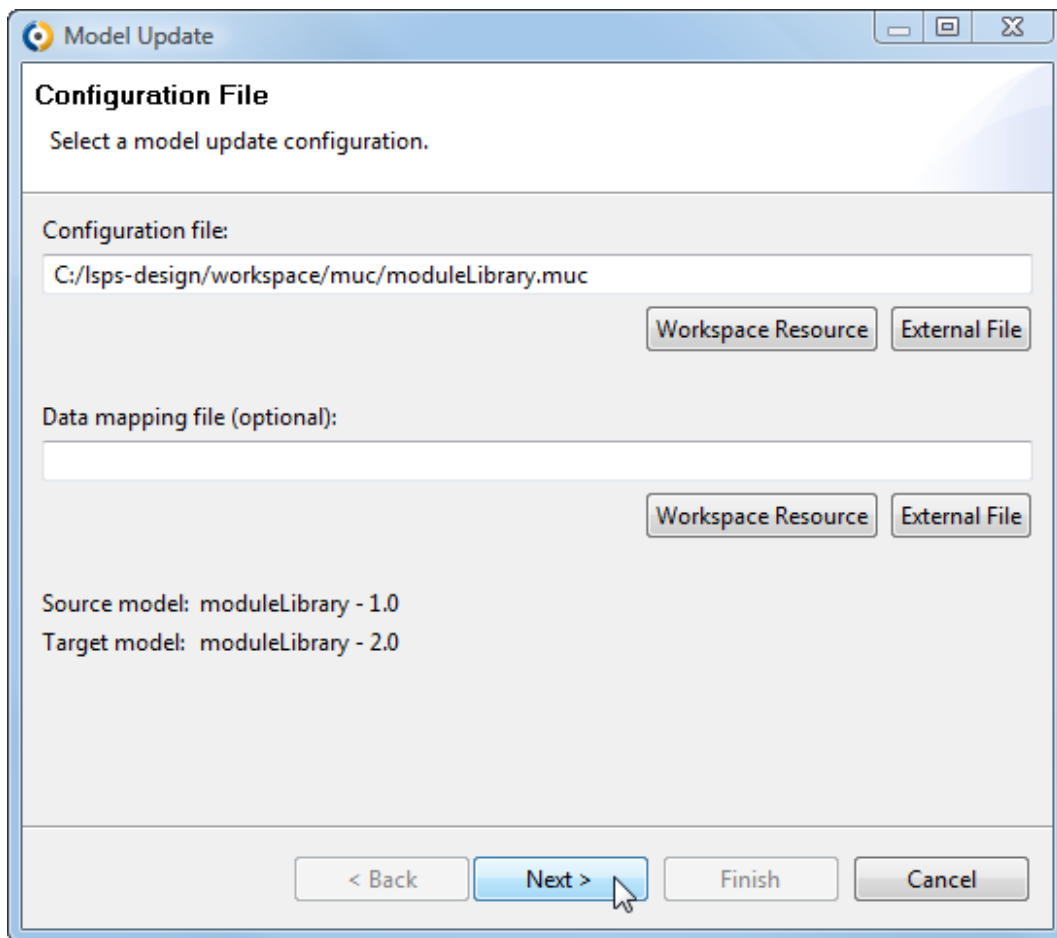 Model Update
Configuration File
Select a model update configuration.
Configuration file:
C:/lsps-design/workspace/muc/moduleLibrary.muc
Workspace Resource External File
Data mapping file (optional):
Workspace Resource External File
Source model: moduleLibrary - 1.0
Target model: moduleLibrary - 2.0
< Back Next > Finish Cancel